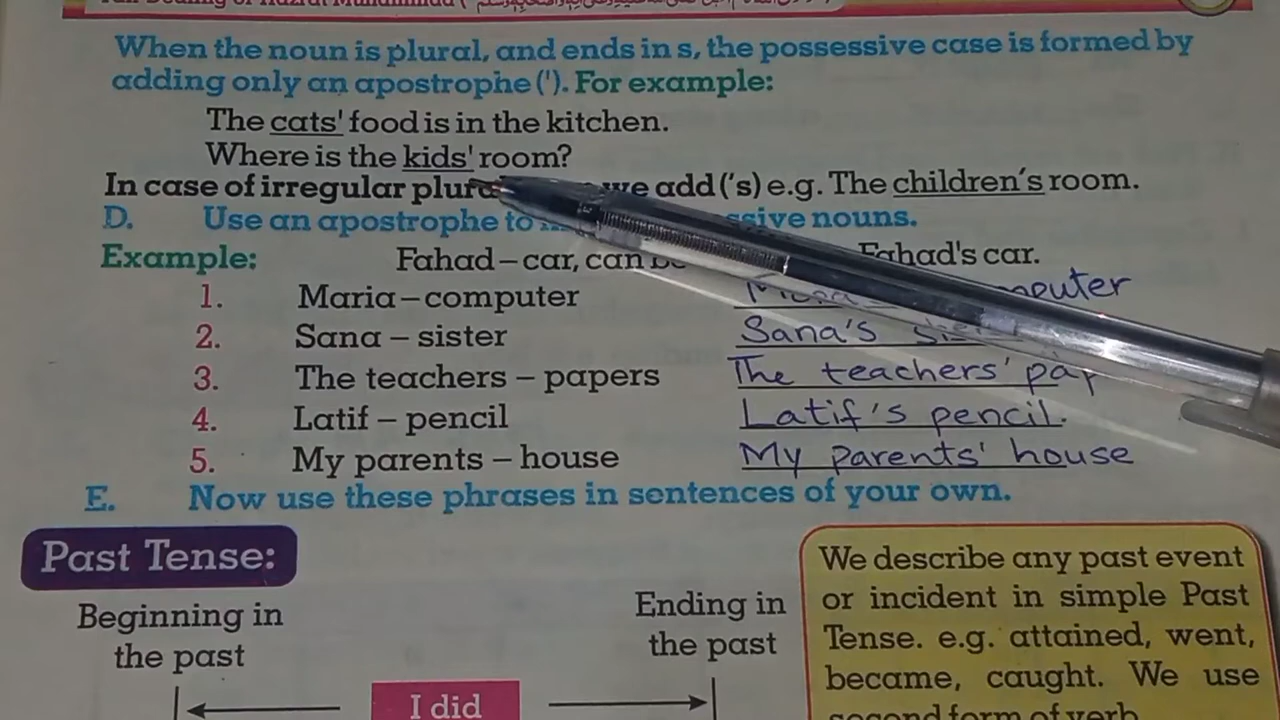 When the noun is plural, and ends in s, the possessive case is formed by
adding only an apostrophe ('). For example:
The cats' food is in the kitchen.
Where is the kids' room?
In case of irregular we add ('s) e.g. The children's room.
D. Use an apostrophe to nouns.
Example: Fahad – car, can Fahad's car.
1. Maria – computer
2. Sana – sister Sana's
3. The teachers – papers The teachers'
4. Latif – pencil Latif's pencil.
5. My parents – house My parents' house
E. Now use these phrases in sentences of your own.
Past Tense:
We describe any past event
or incident in simple Past
Tense. e.g. attained, went,
became, caught. We use
second form of verb
Beginning in
the past
Ending in
the past
I did